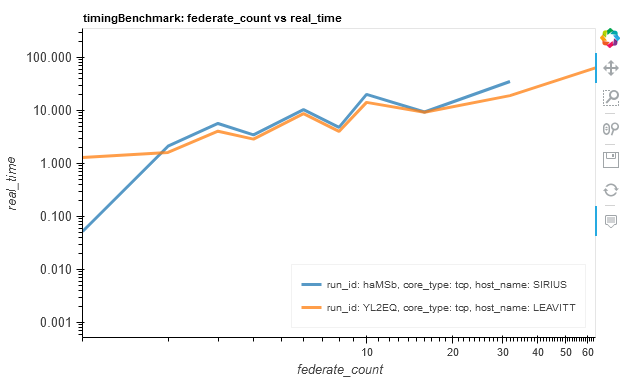 timingBenchmark: federate_count vs real_time
100.000
10.000
1.000
0.100
0.010
0.001
real_time
run_id: haMSb, core_type: tcp, host_name: SIRIUS
run_id: YL2EQ, core_type: tcp, host_name: LEAVITT
10 20 30 40 50 60
federate_count